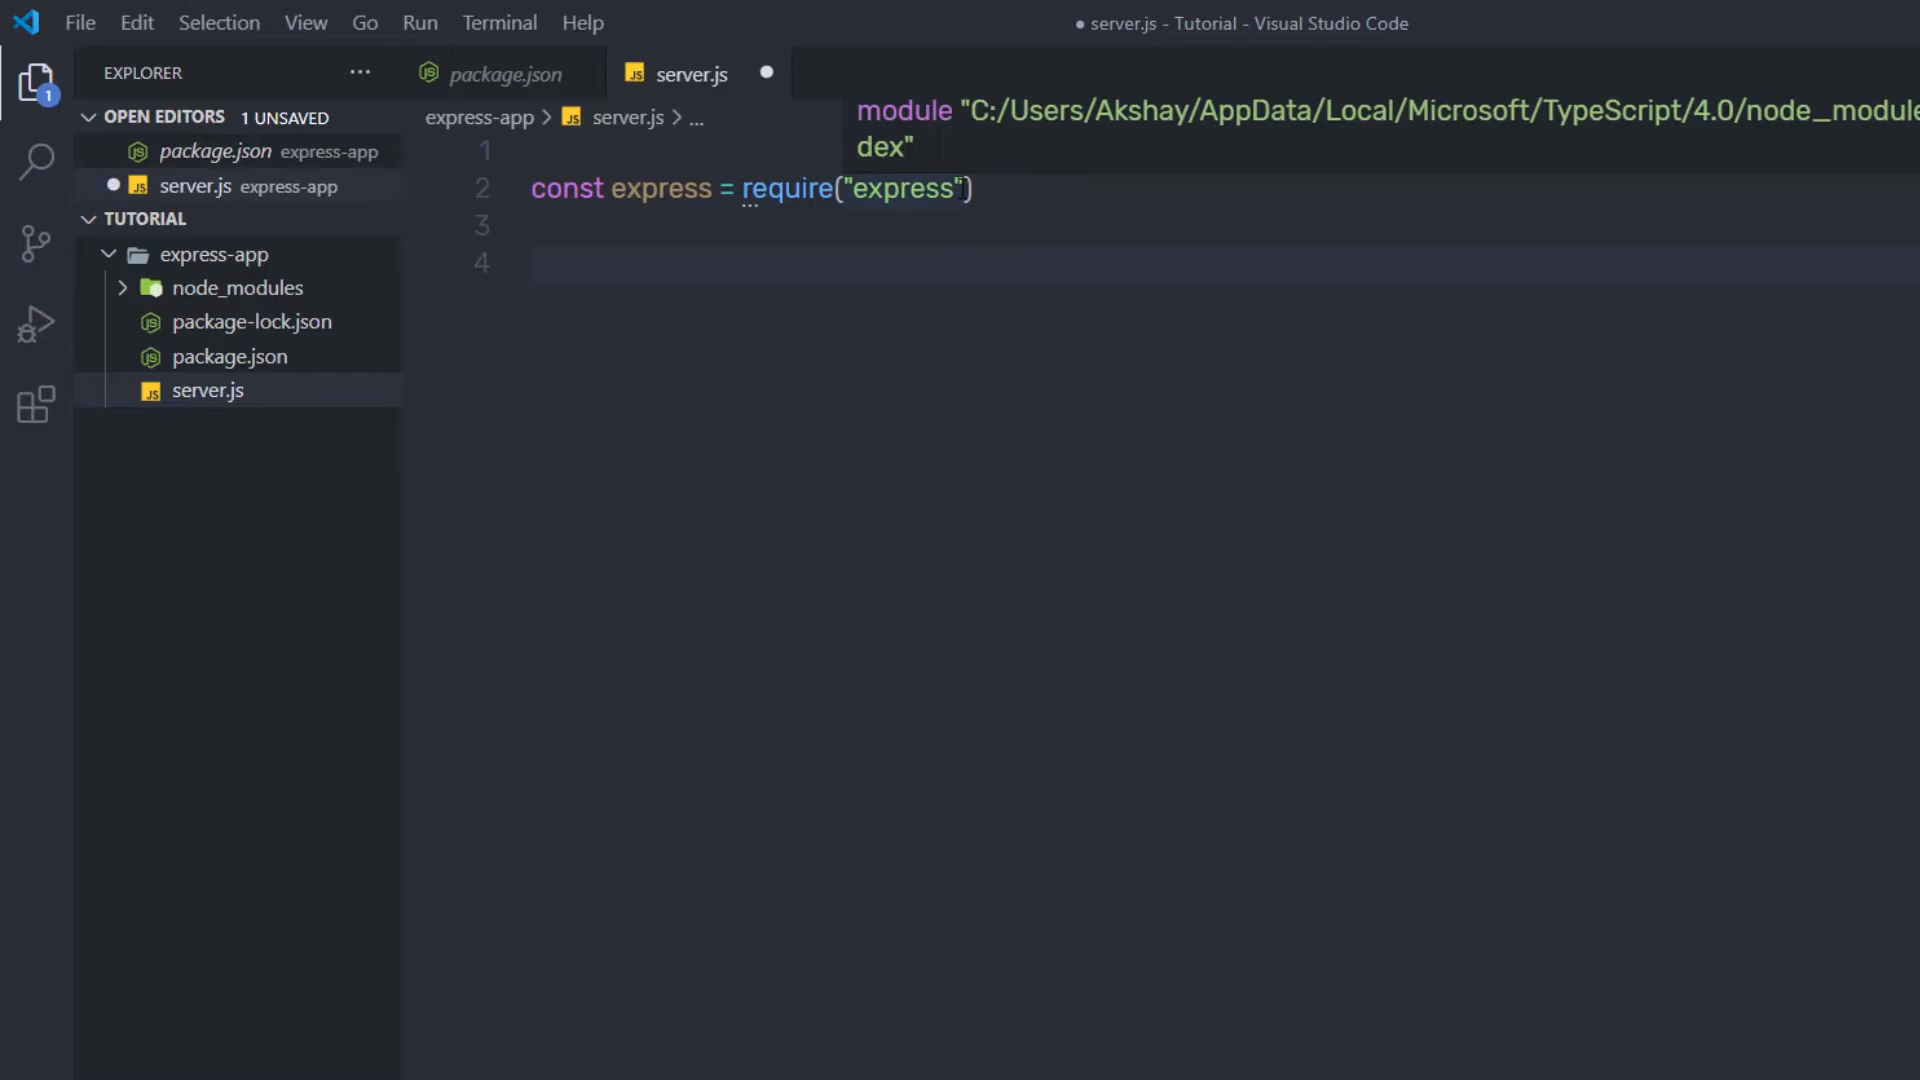 File Edit Selection View Go Run Terminal Help
● server.js - Tutorial - Visual Studio Code
EXPLORER ...
package.json
server.js
1
OPEN EDITORS 1 UNSAVED
package.json express-app
server.js express-app
TUTORIAL
express-app
node_modules
package-lock.json
package.json
server.js
express-app > server.js > ...
module "C:/Users/Akshay/AppData/Local/Microsoft/TypeScript/4.0/node_module
dex"
1
2 const express = require("express")
3
4